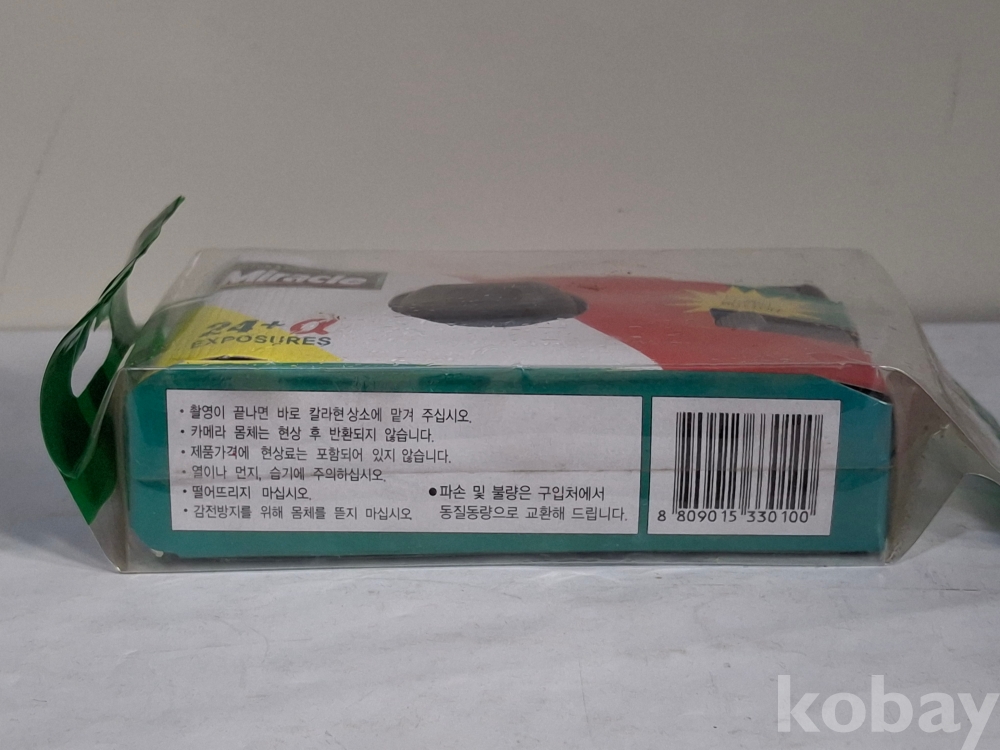 Miracle
24+α
EXPOSURES
· 촬영이 끝나면 바로 칼라현상소에 맡겨 주십시오.
· 카메라 몸체는 현상 후 반환되지 않습니다.
· 제품가격에 현상료는 포함되어 있지 않습니다.
· 열이나 먼지, 습기에 주의하십시오.
· 떨어뜨리지 마십시오.
· 감전방지를 위해 몸체를 뜯지 마십시오.
● 파손 및 불량은 구입처에서
동질동량으로 교환해 드립니다.
8 809015 330100
kobay